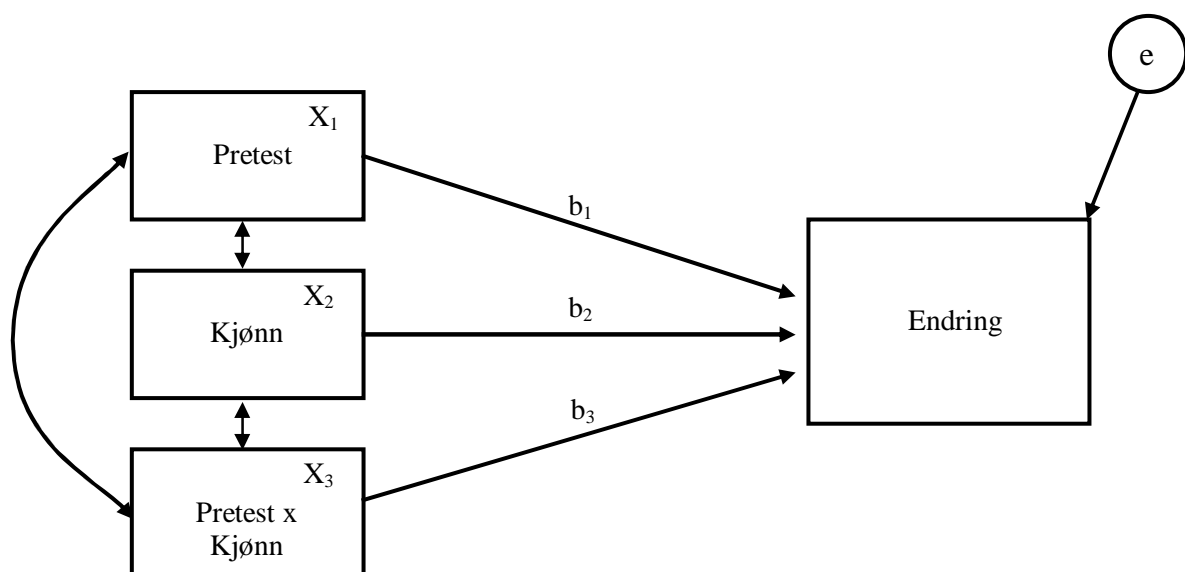 e
X₁
Pretest
b₁
X₂
Kjønn
b₂
Endring
b₃
X₃
Pretest x
Kjønn